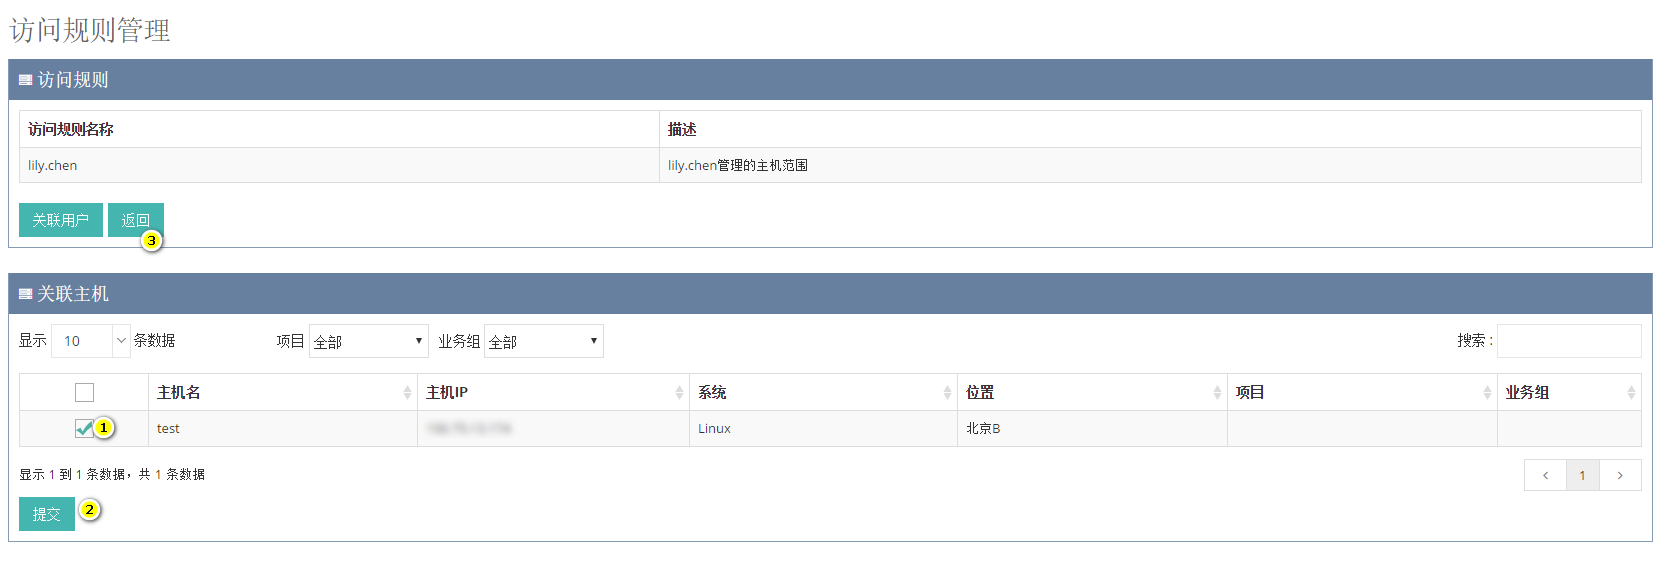 访问规则管理
访问规则
访问规则名称 描述
lily.chen lily.chen管理的主机范围
关联用户 返回
3
关联主机
显示 10 条数据 项目 全部 业务组 全部 搜索 :
主机名 主机IP 系统 位置 项目 业务组
1 test Linux 北京B
显示 1 到 1 条数据，共 1 条数据 1
提交 2